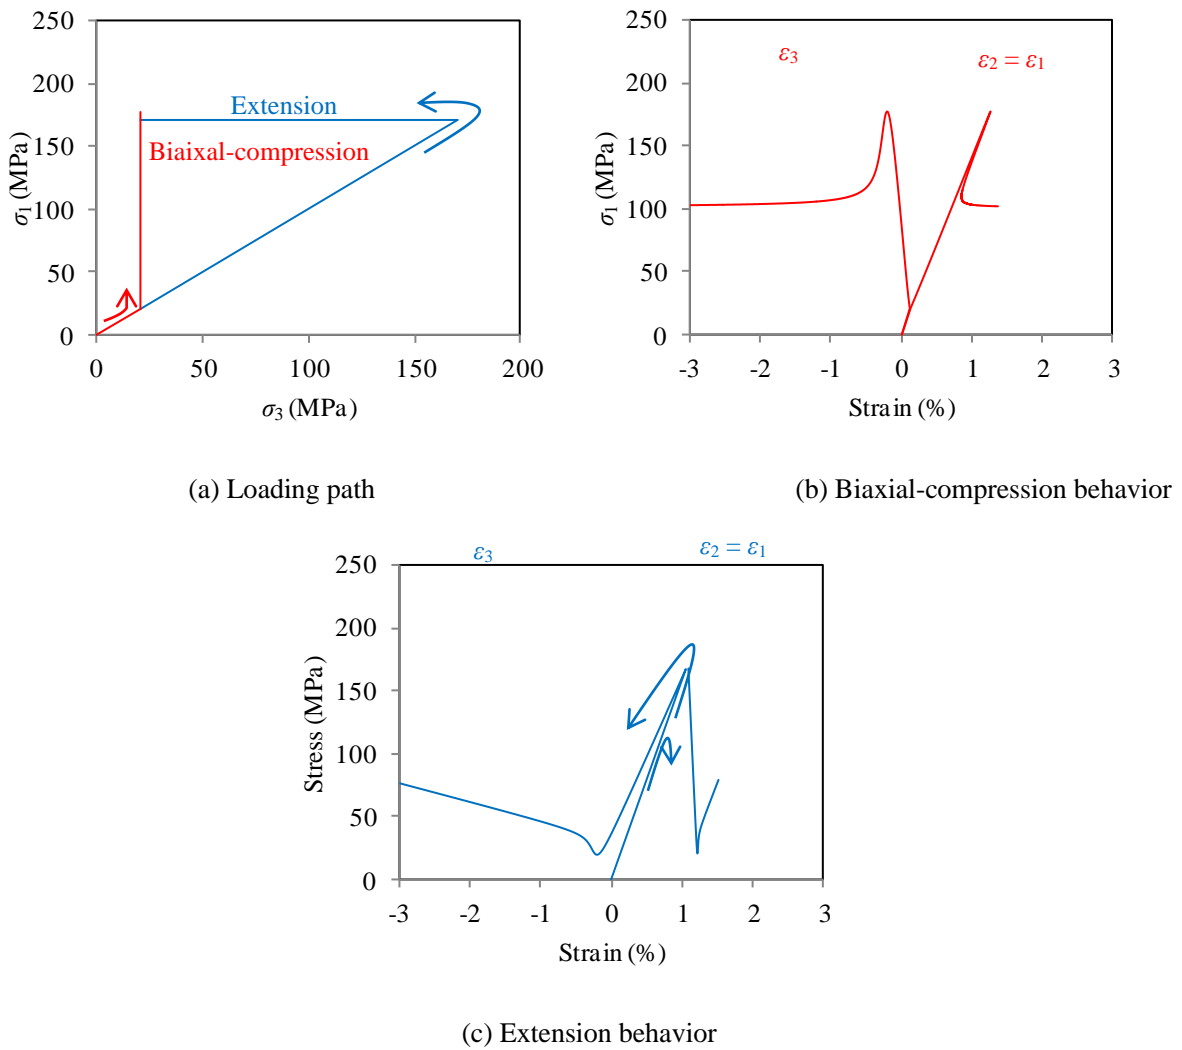 250
200
150
100
50
0
σ1 (MPa)
Extension
Biaixal-compression
0 50 100 150 200
σ3 (MPa)
(a) Loading path
250
200
150
100
50
0
σ1 (MPa)
ε3
ε2 = ε1
-3 -2 -1 0 1 2 3
Strain (%)
(b) Biaxial-compression behavior
ε3
ε2 = ε1
250
200
150
100
50
0
Stress (MPa)
-3 -2 -1 0 1 2 3
Strain (%)
(c) Extension behavior